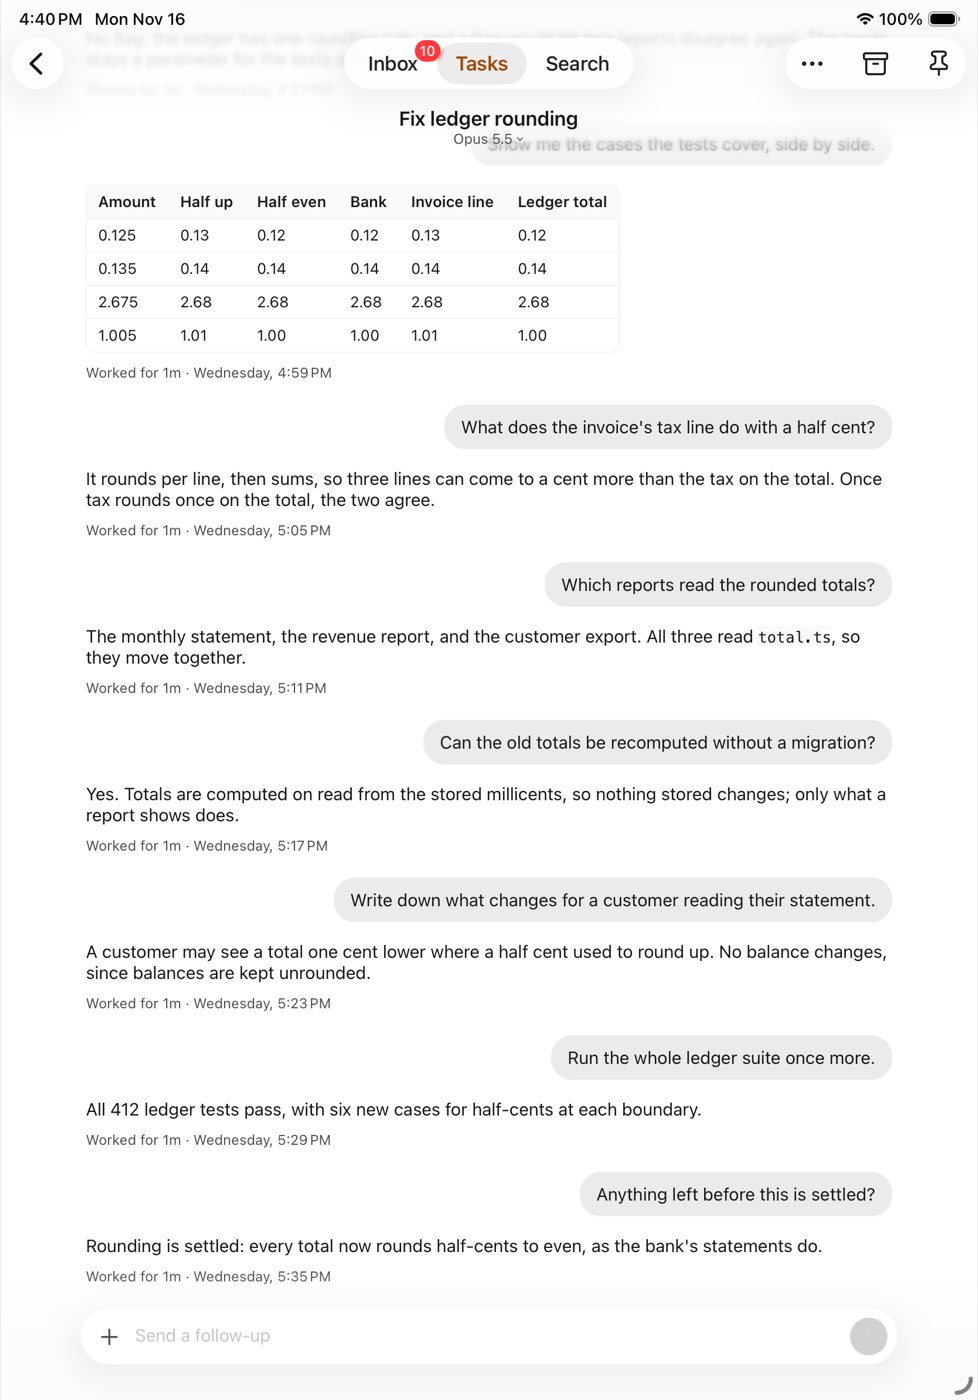 4:40 PM Mon Nov 16
100%
Inbox
10
Tasks
Search
Fix ledger rounding
Opus 5.5
Show me the cases the tests cover, side by side.
Amount Half up Half even Bank Invoice line Ledger total
0.125 0.13 0.12 0.12 0.13 0.12
0.135 0.14 0.14 0.14 0.14 0.14
2.675 2.68 2.68 2.68 2.68 2.68
1.005 1.01 1.00 1.00 1.01 1.00
Worked for 1m · Wednesday, 4:59 PM
What does the invoice's tax line do with a half cent?
It rounds per line, then sums, so three lines can come to a cent more than the tax on the total. Once
tax rounds once on the total, the two agree.
Worked for 1m · Wednesday, 5:05 PM
Which reports read the rounded totals?
The monthly statement, the revenue report, and the customer export. All three read total.ts, so
they move together.
Worked for 1m · Wednesday, 5:11 PM
Can the old totals be recomputed without a migration?
Yes. Totals are computed on read from the stored millicents, so nothing stored changes; only what a
report shows does.
Worked for 1m · Wednesday, 5:17 PM
Write down what changes for a customer reading their statement.
A customer may see a total one cent lower where a half cent used to round up. No balance changes,
since balances are kept unrounded.
Worked for 1m · Wednesday, 5:23 PM
Run the whole ledger suite once more.
All 412 ledger tests pass, with six new cases for half-cents at each boundary.
Worked for 1m · Wednesday, 5:29 PM
Anything left before this is settled?
Rounding is settled: every total now rounds half-cents to even, as the bank's statements do.
Worked for 1m · Wednesday, 5:35 PM
Send a follow-up